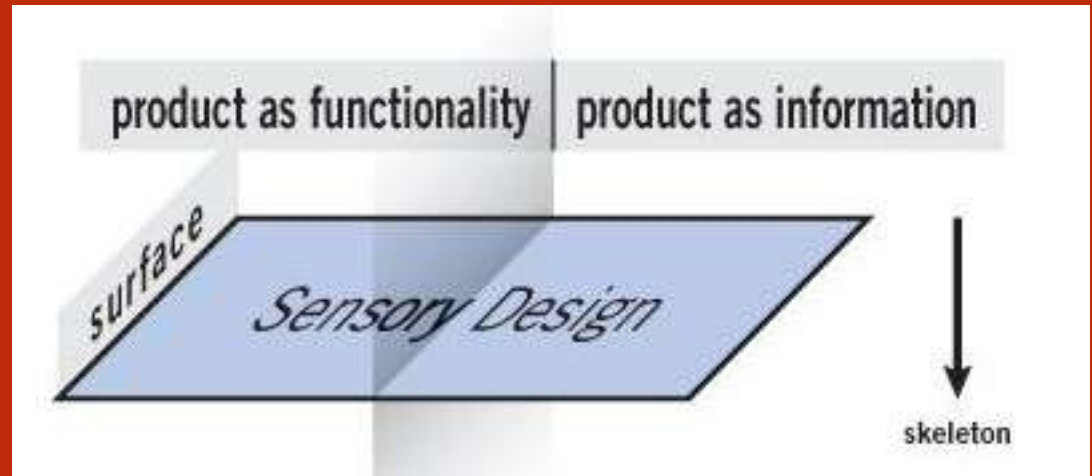 product as functionality | product as information
surface
Sensory Design
skeleton